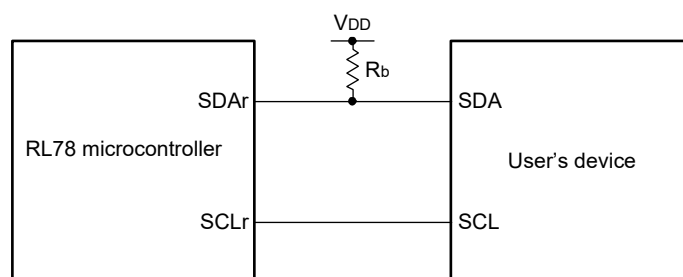 VDD
Rb
SDAr
SDA
RL78 microcontroller
User's device
SCLr
SCL